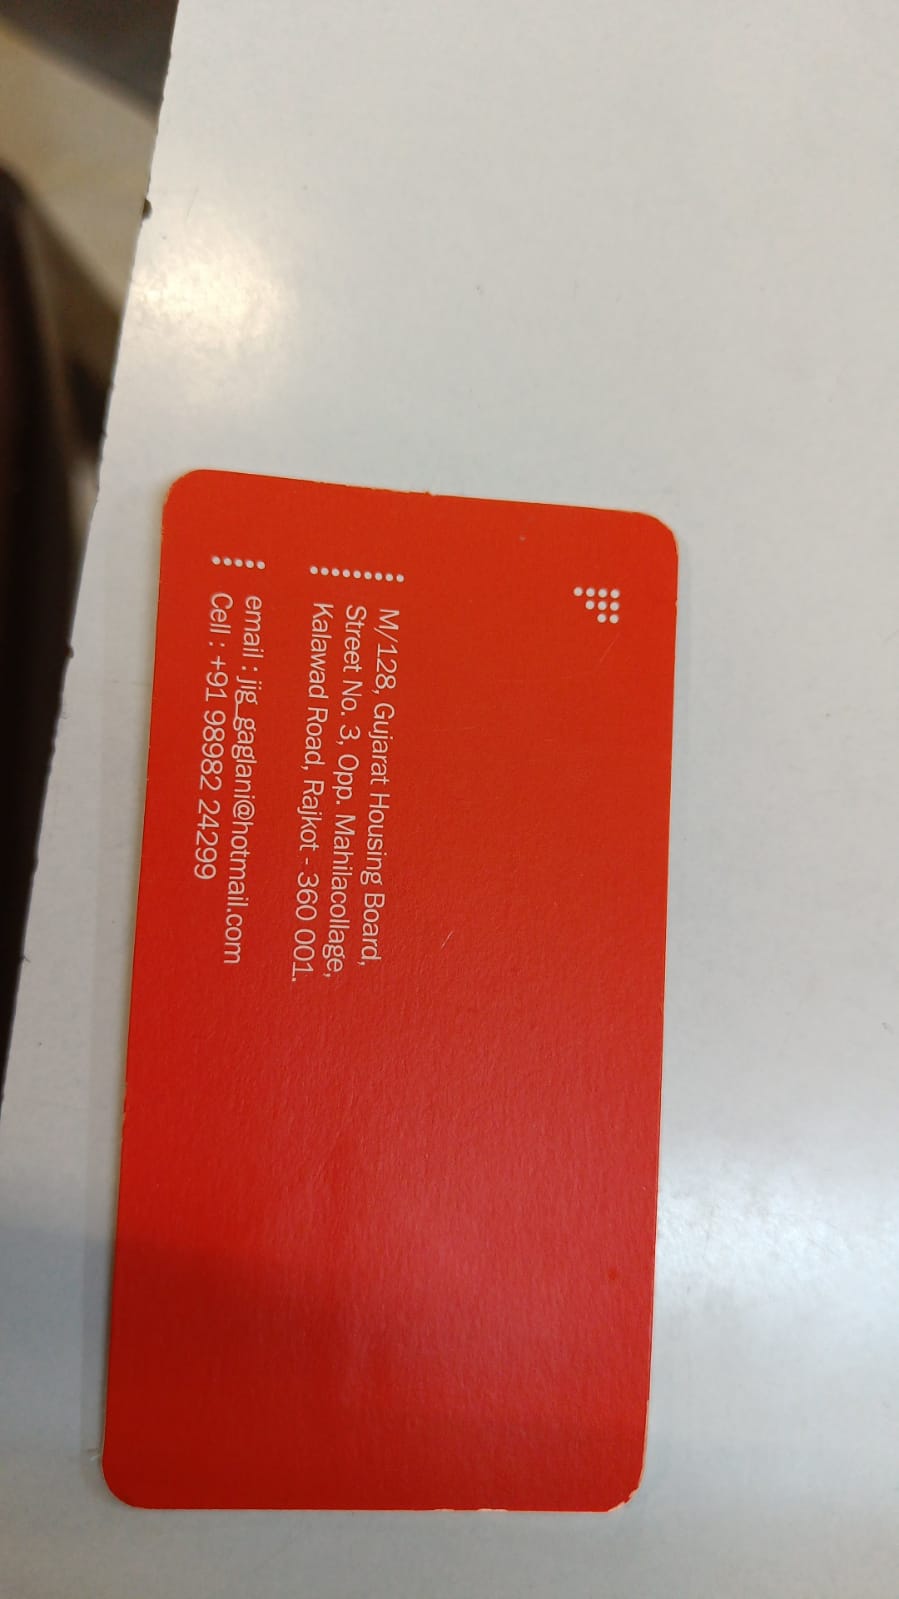 M/128, Gujarat Housing Board,
Street No. 3, Opp. Mahilacollage,
Kalawad Road, Rajkot - 360 001.
email : jig_gaglani@hotmail.com
Cell : +91 98982 24299